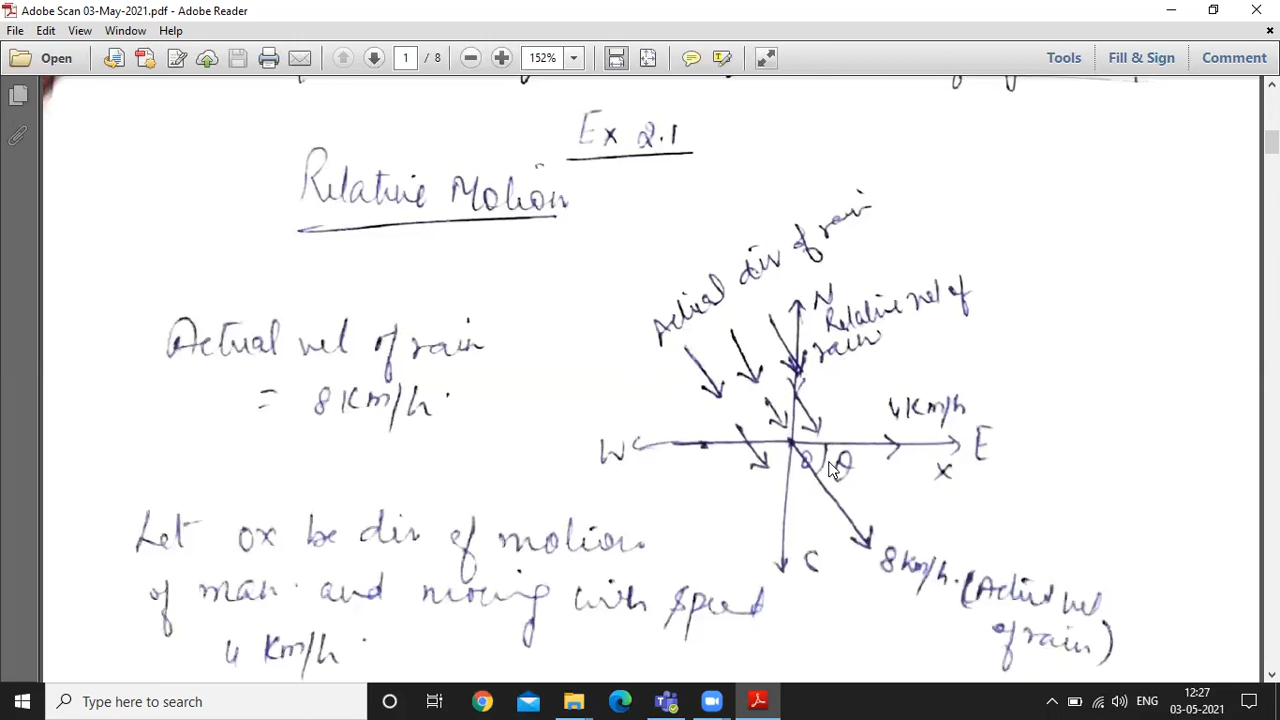 Adobe Scan 03-May-2021.pdf - Adobe Reader
File Edit View Window Help
Open
1 / 8
152%
Tools
Fill & Sign
Comment
Ex 2.1
Relative Motion
Actual dir of rain
N
Relative vel of
rain
Actual vel of rain
= 8 Km/h.
4 Km/h
W
E
θ
x
S
8 Km/h. (Actual vel
of rain)
Let ox be dir of motion
of man and moving with speed
4 Km/h
Type here to search
ENG
12:27
03-05-2021